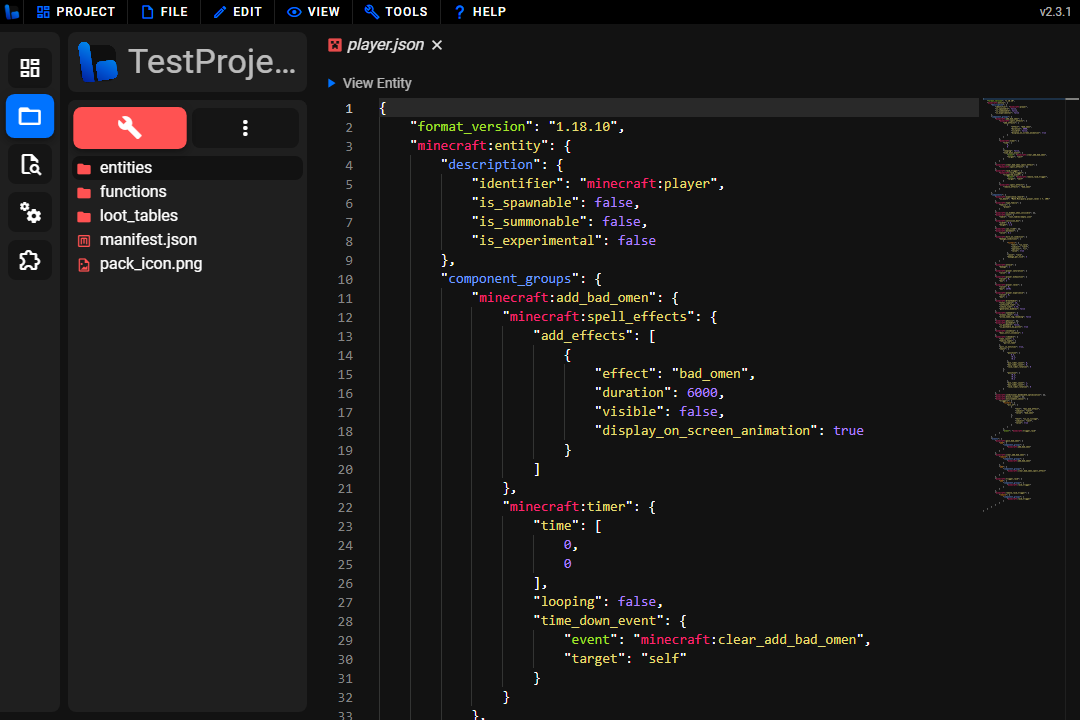 PROJECT FILE EDIT VIEW TOOLS HELP v2.3.1
TestProje...
entities
functions
loot_tables
manifest.json
pack_icon.png
player.json ×
View Entity
1 {
2 "format_version": "1.18.10",
3 "minecraft:entity": {
4 "description": {
5 "identifier": "minecraft:player",
6 "is_spawnable": false,
7 "is_summonable": false,
8 "is_experimental": false
9 },
10 "component_groups": {
11 "minecraft:add_bad_omen": {
12 "minecraft:spell_effects": {
13 "add_effects": [
14 {
15 "effect": "bad_omen",
16 "duration": 6000,
17 "visible": false,
18 "display_on_screen_animation": true
19 }
20 ]
21 },
22 "minecraft:timer": {
23 "time": [
24 0,
25 0
26 ],
27 "looping": false,
28 "time_down_event": {
29 "event": "minecraft:clear_add_bad_omen",
30 "target": "self"
31 }
32 }
33 },